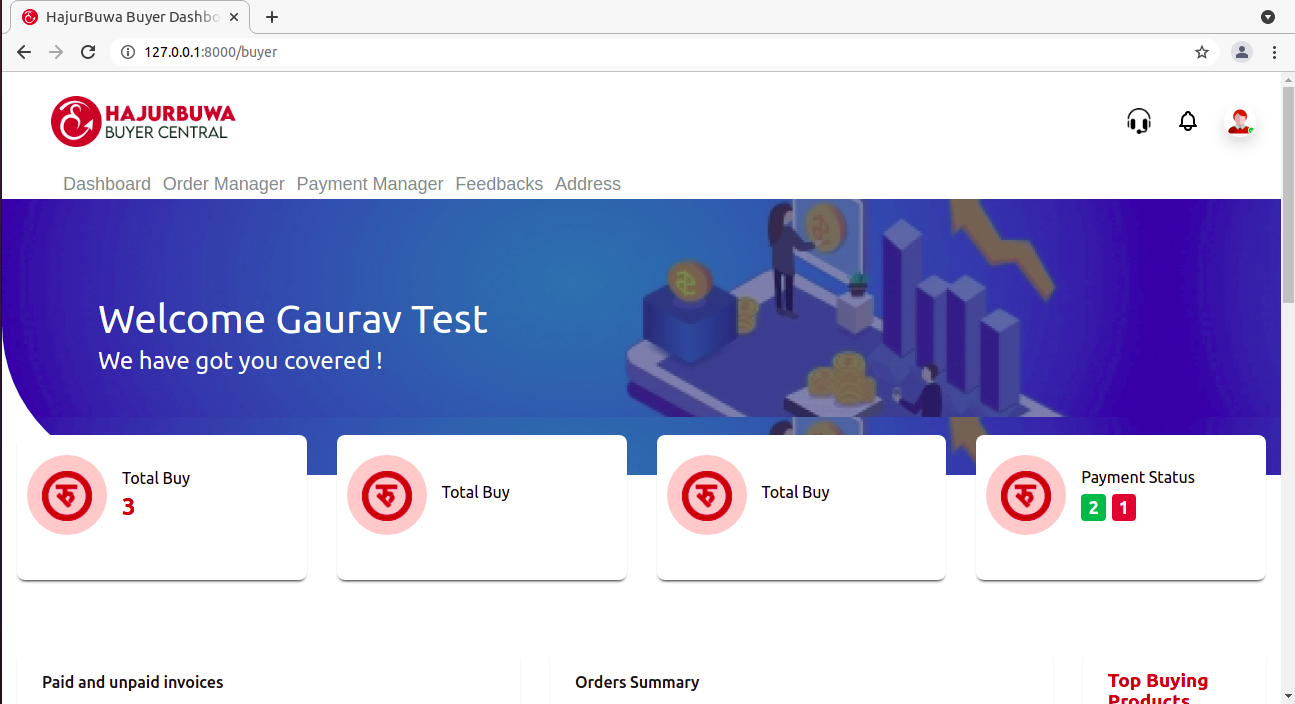 HajurBuwa Buyer Dashbo
127.0.0.1:8000/buyer
HAJURBUWA
BUYER CENTRAL
Dashboard Order Manager Payment Manager Feedbacks Address
Welcome Gaurav Test
We have got you covered !
रु Total Buy
3
रु Total Buy
रु Total Buy
रु Payment Status
2 1
Paid and unpaid invoices
Orders Summary
Top Buying
Products